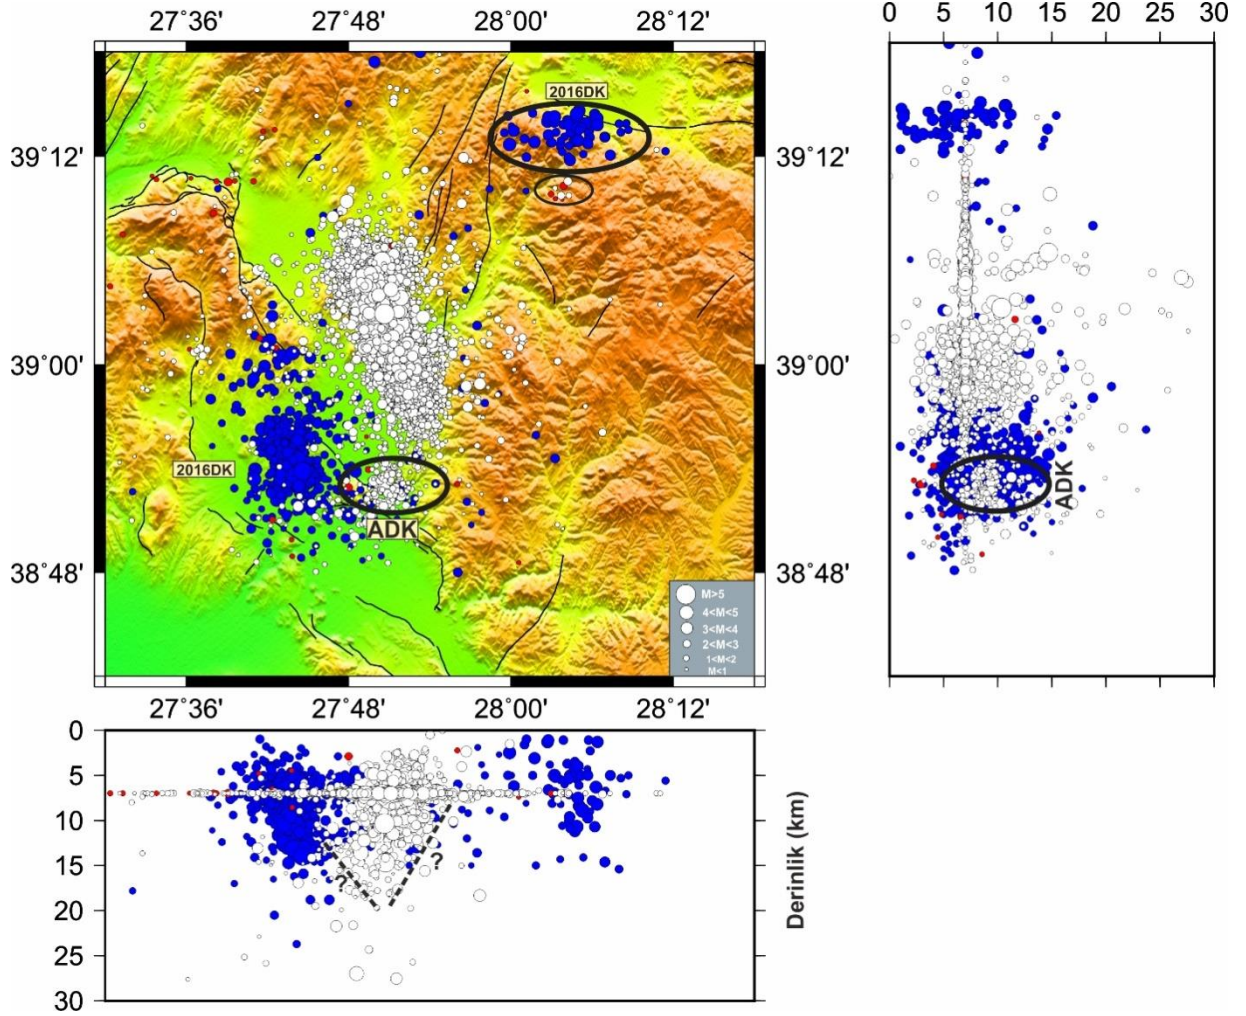 27°36' 27°48' 28°00' 28°12'
0 5 10 15 20 25 30
2016DK
39°12' 39°12'
39°00' 39°00'
2016DK
ADK
ADK
38°48' 38°48'
M>5
4<M<5
3<M<4
2<M<3
1<M<2
M<1
27°36' 27°48' 28°00' 28°12'
0
5
10
15
20
25
30
? ?
Derinlik (km)